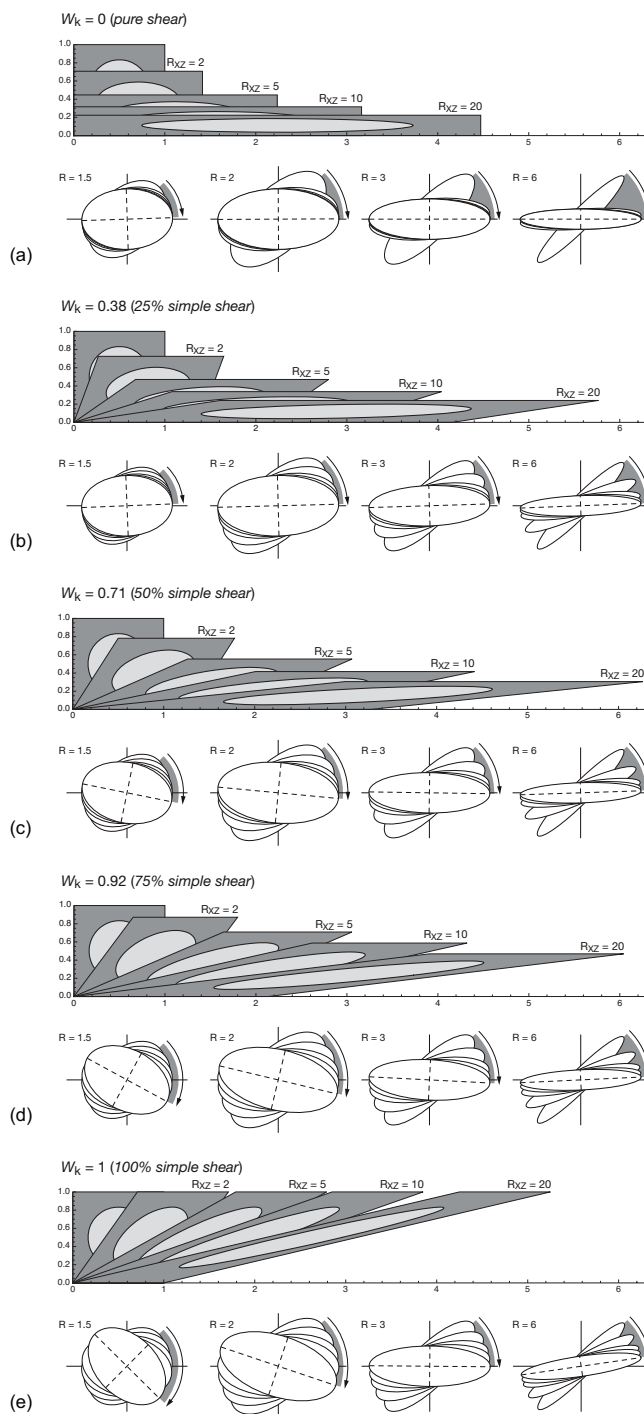 Wk = 0 (pure shear)
1.0
0.8
0.6
0.4
0.2
0.0
RXZ = 2
RXZ = 5
RXZ = 10
RXZ = 20
0 1 2 3 4 5 6
R = 1.5 R = 2 R = 3 R = 6
(a)
Wk = 0.38 (25% simple shear)
1.0
0.8
0.6
0.4
0.2
0.0
RXZ = 2
RXZ = 5
RXZ = 10
RXZ = 20
0 1 2 3 4 5 6
R = 1.5 R = 2 R = 3 R = 6
(b)
Wk = 0.71 (50% simple shear)
1.0
0.8
0.6
0.4
0.2
0.0
RXZ = 2
RXZ = 5
RXZ = 10
RXZ = 20
0 1 2 3 4 5 6
R = 1.5 R = 2 R = 3 R = 6
(c)
Wk = 0.92 (75% simple shear)
1.0
0.8
0.6
0.4
0.2
0.0
RXZ = 2
RXZ = 5
RXZ = 10
RXZ = 20
0 1 2 3 4 5 6
R = 1.5 R = 2 R = 3 R = 6
(d)
Wk = 1 (100% simple shear)
1.0
0.8
0.6
0.4
0.2
0.0
RXZ = 2 RXZ = 5 RXZ = 10 RXZ = 20
0 1 2 3 4 5 6
R = 1.5 R = 2 R = 3 R = 6
(e)